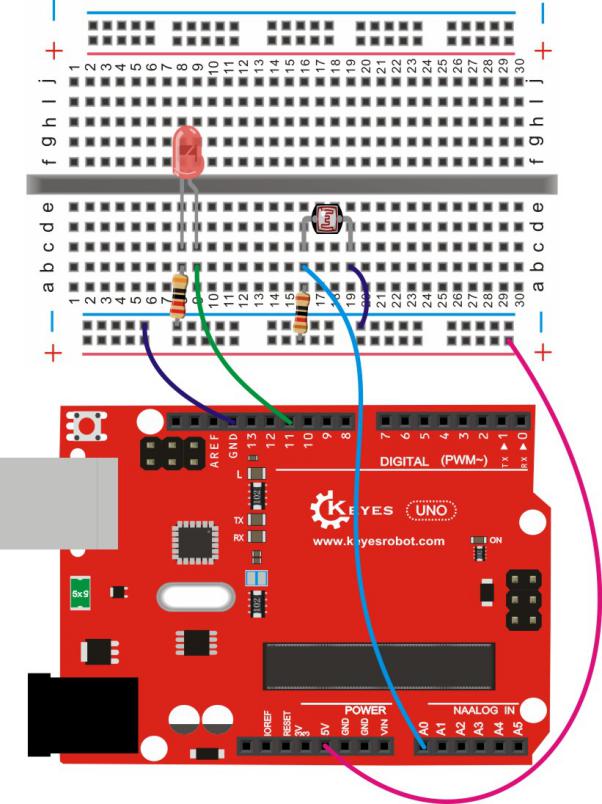 + +
1 2 3 4 5 6 7 8 9 10 11 12 13 14 15 16 17 18 19 20 21 22 23 24 25 26 27 28 29 30
j j
I I
h h
g g
f f
e e
d d
c c
b b
a a
1 2 3 4 5 6 7 8 9 10 11 12 13 14 15 16 17 18 19 20 21 22 23 24 25 26 27 28 29 30
+ +
AREF GND 13 12 11 10 9 8 7 6 5 4 3 2 TX ▶ 1 RX ▶ 0
DIGITAL (PWM~)
L
102
KEYES UNO
TX
RX
www.keyesrobot.com
ON
5x5
102
POWER NAALOG IN
IOREF RESET 3V X3 5V GND GND VIN A0 A1 A2 A3 A4 A5